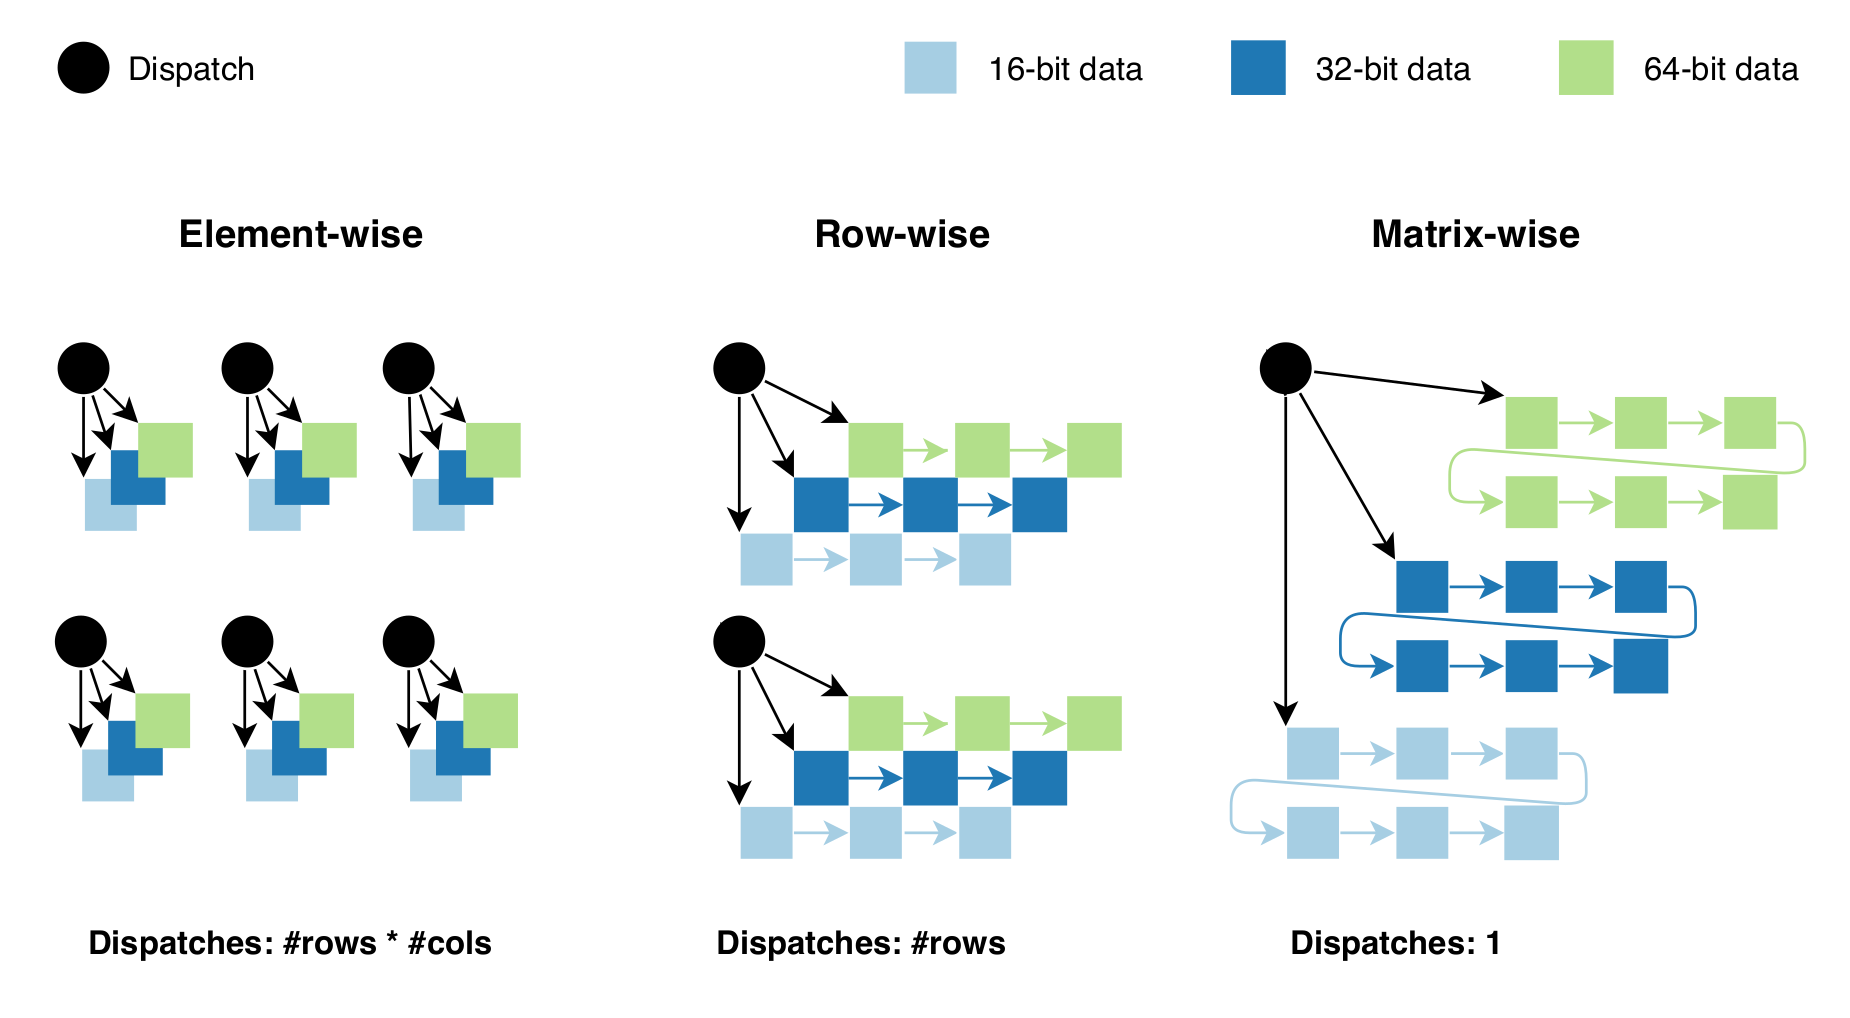 Dispatch
16-bit data
32-bit data
64-bit data
Element-wise
Row-wise
Matrix-wise
Dispatches: #rows * #cols
Dispatches: #rows
Dispatches: 1